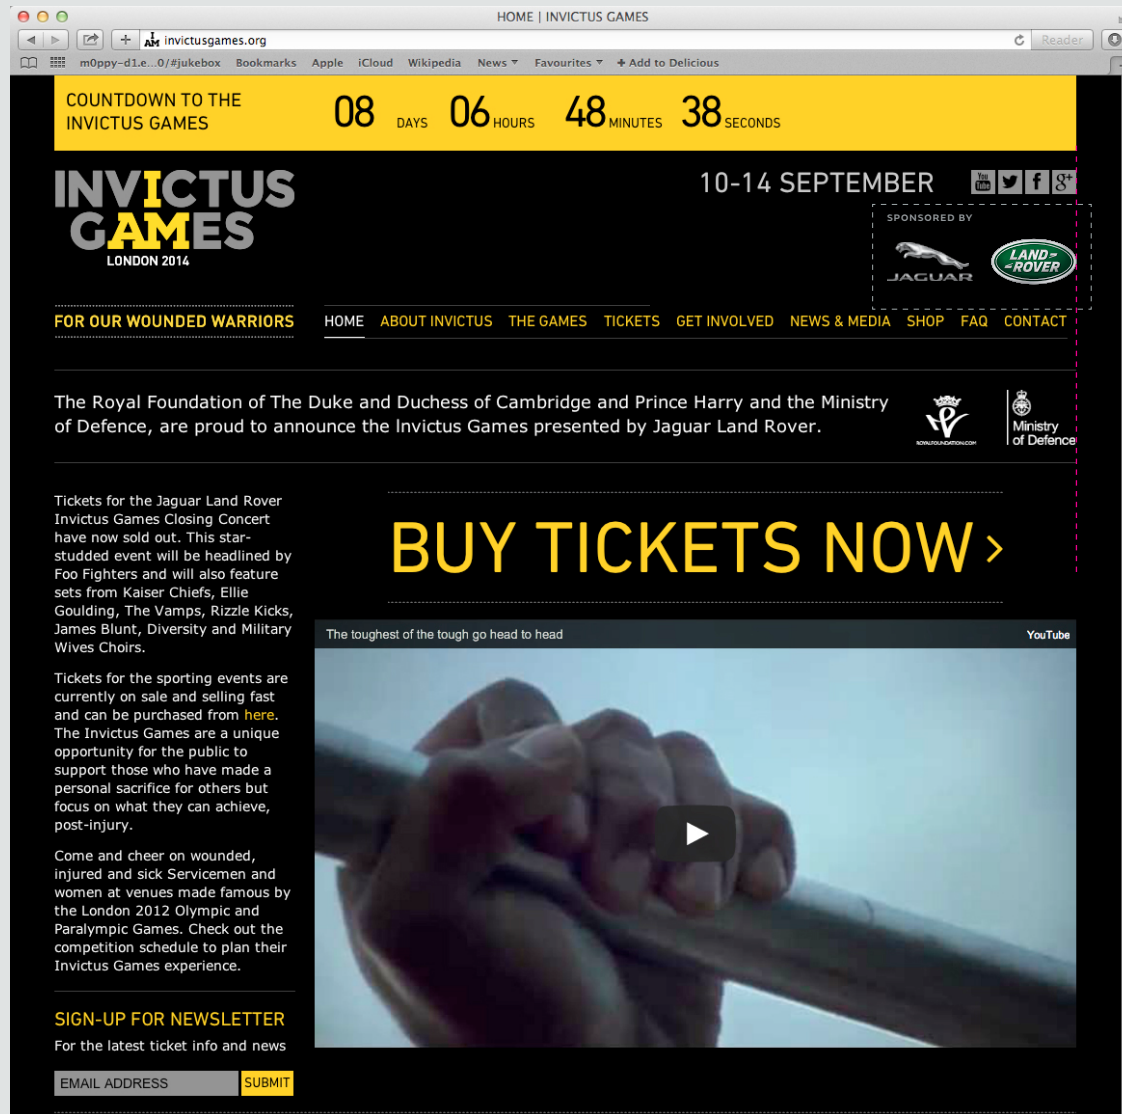 HOME | INVICTUS GAMES
invictusgames.org
Reader
m0ppy-d1.e...0/#jukebox Bookmarks Apple iCloud Wikipedia News Favourites + Add to Delicious
COUNTDOWN TO THE
INVICTUS GAMES
08 DAYS 06 HOURS 48 MINUTES 38 SECONDS
INVICTUS
GAMES
LONDON 2014
10-14 SEPTEMBER
You Tube f g+
SPONSORED BY
JAGUAR
LAND-
-ROVER
FOR OUR WOUNDED WARRIORS
HOME ABOUT INVICTUS THE GAMES TICKETS GET INVOLVED NEWS & MEDIA SHOP FAQ CONTACT
The Royal Foundation of The Duke and Duchess of Cambridge and Prince Harry and the Ministry
of Defence, are proud to announce the Invictus Games presented by Jaguar Land Rover.
ROYALFOUNDATION.COM
Ministry
of Defence
Tickets for the Jaguar Land Rover
Invictus Games Closing Concert
have now sold out. This star-
studded event will be headlined by
Foo Fighters and will also feature
sets from Kaiser Chiefs, Ellie
Goulding, The Vamps, Rizzle Kicks,
James Blunt, Diversity and Military
Wives Choirs.
Tickets for the sporting events are
currently on sale and selling fast
and can be purchased from here.
The Invictus Games are a unique
opportunity for the public to
support those who have made a
personal sacrifice for others but
focus on what they can achieve,
post-injury.
Come and cheer on wounded,
injured and sick Servicemen and
women at venues made famous by
the London 2012 Olympic and
Paralympic Games. Check out the
competition schedule to plan their
Invictus Games experience.
BUY TICKETS NOW >
The toughest of the tough go head to head
YouTube
SIGN-UP FOR NEWSLETTER
For the latest ticket info and news
EMAIL ADDRESS SUBMIT